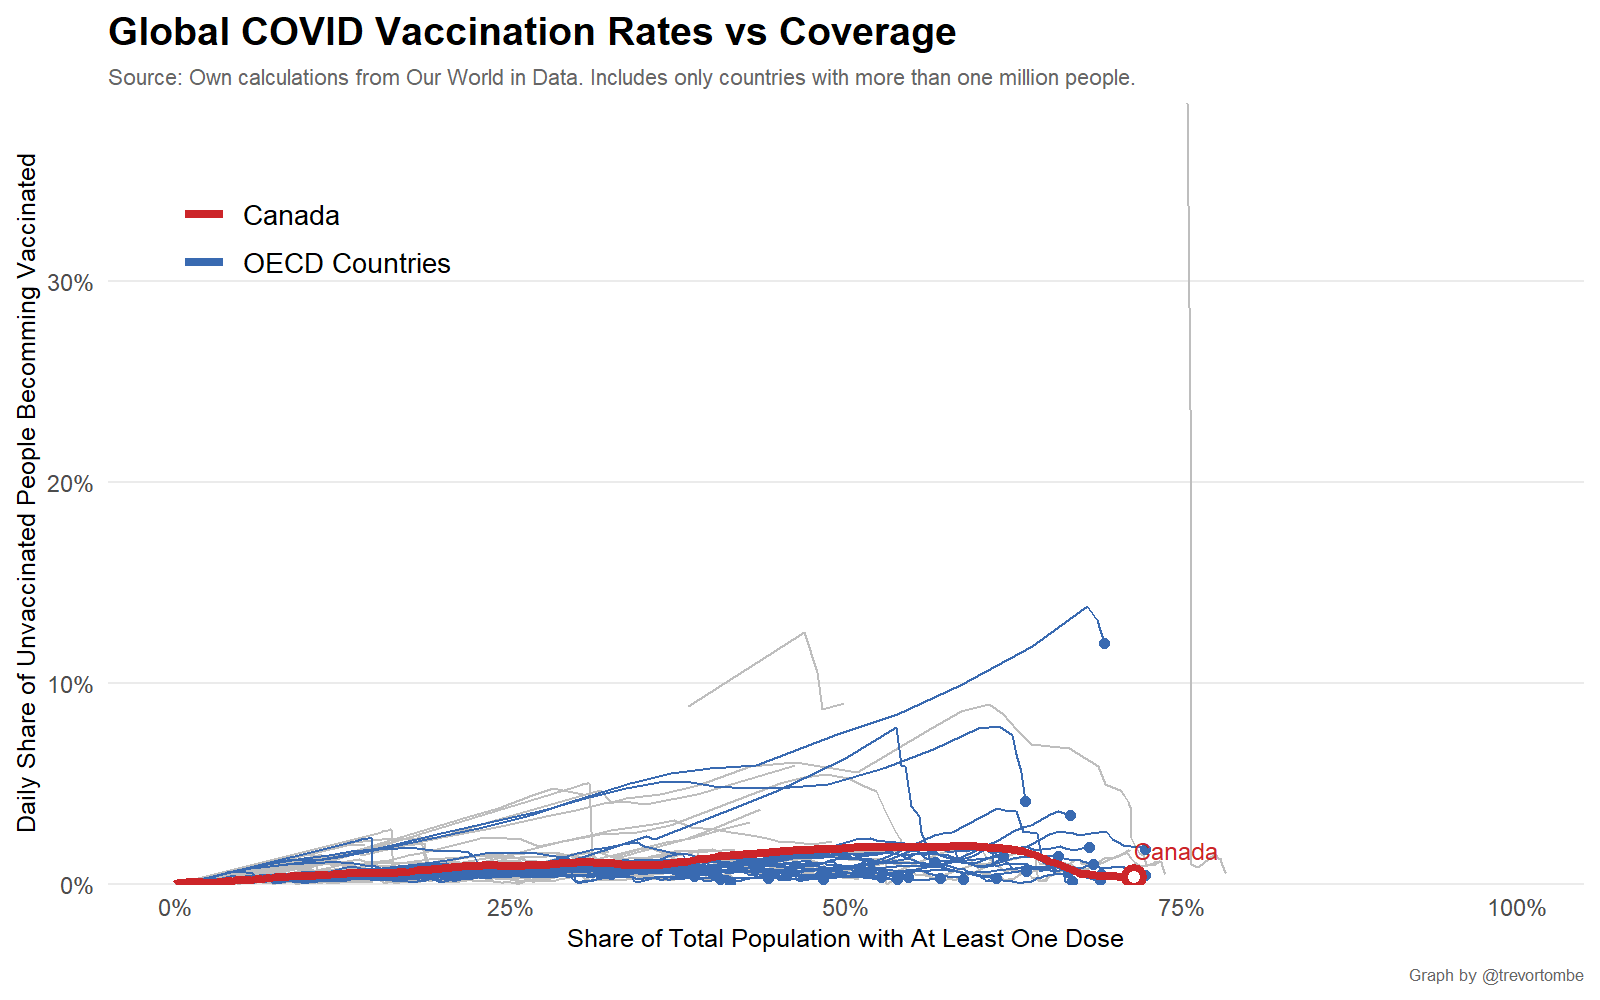 Global COVID Vaccination Rates vs Coverage
Source: Own calculations from Our World in Data. Includes only countries with more than one million people.
Daily Share of Unvaccinated People Becomming Vaccinated
Canada
OECD Countries
30%
20%
10%
0%
Canada
0%
25%
50%
75%
100%
Share of Total Population with At Least One Dose
Graph by @trevortombe